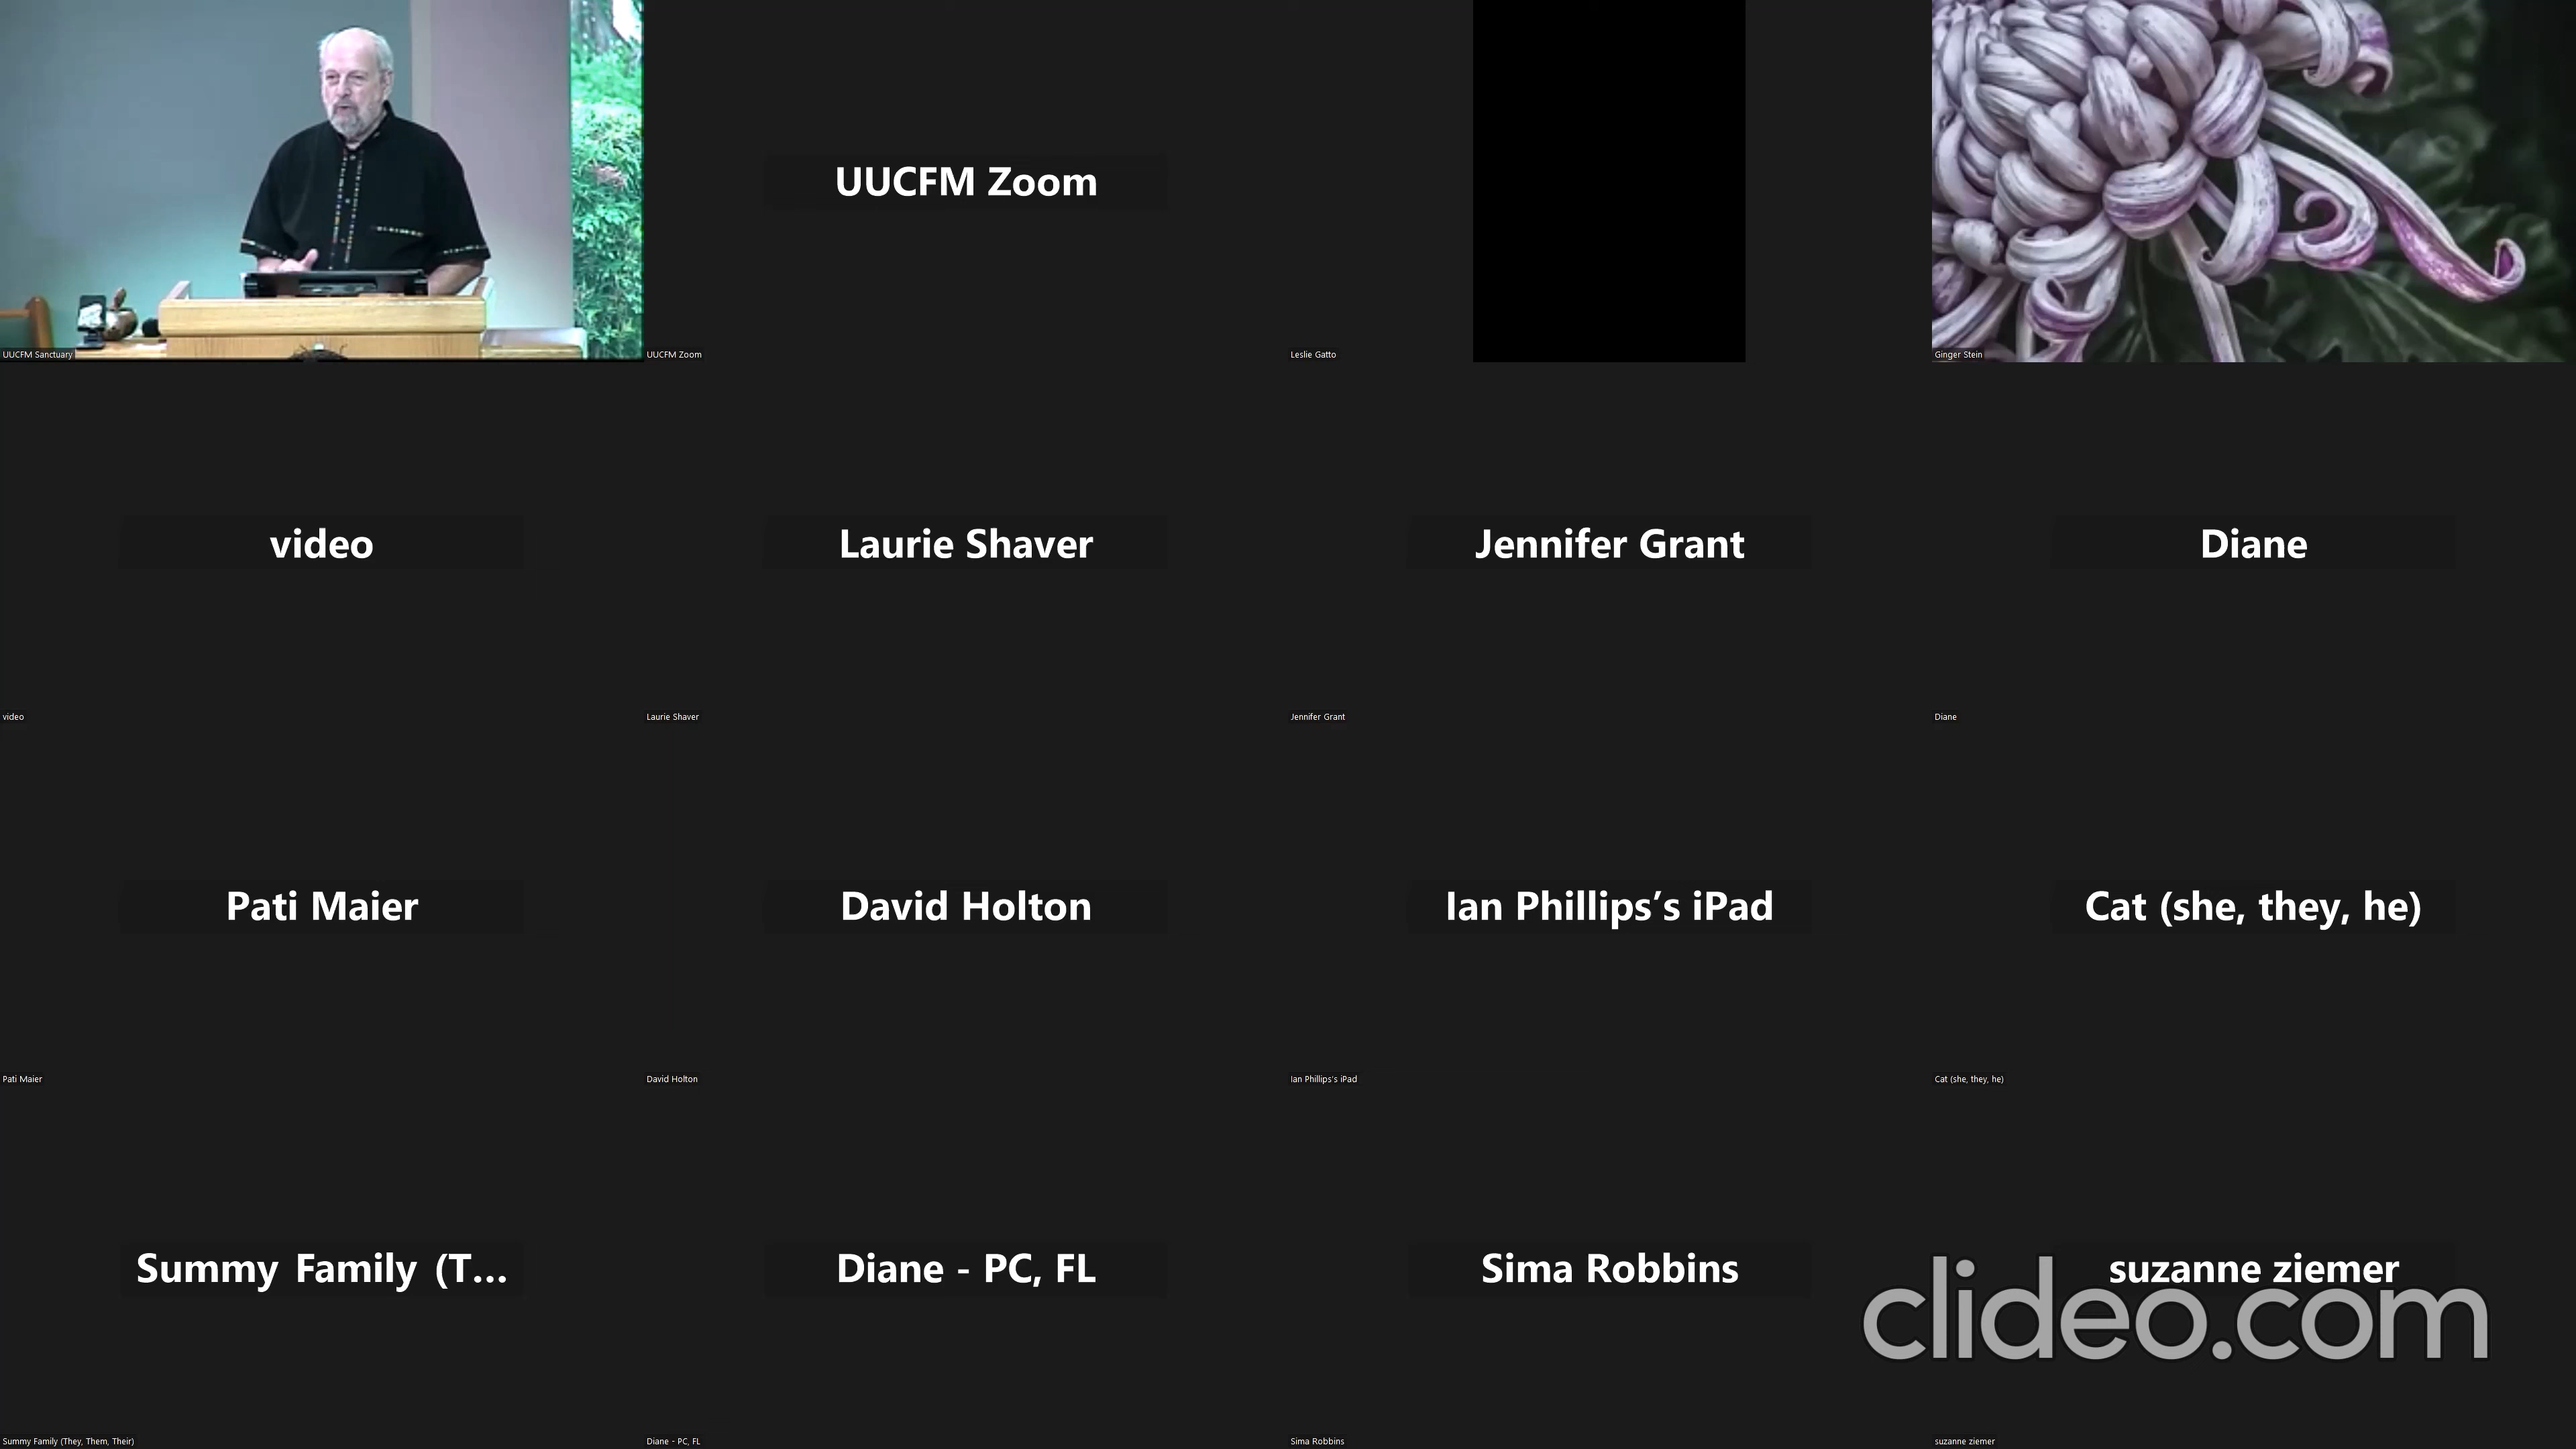 UUCFM Sanctuary
UUCFM Zoom
UUCFM Zoom
Leslie Gatto
Ginger Stein
video
video
Laurie Shaver
Laurie Shaver
Jennifer Grant
Jennifer Grant
Diane
Diane
Pati Maier
Pati Maier
David Holton
David Holton
Ian Phillips’s iPad
Ian Phillips's iPad
Cat (she, they, he)
Cat (she, they, he)
Summy Family (T...
Summy Family (They, Them, Their)
Diane - PC, FL
Diane - PC, FL
Sima Robbins
Sima Robbins
suzanne ziemer
clideo.com
suzanne ziemer